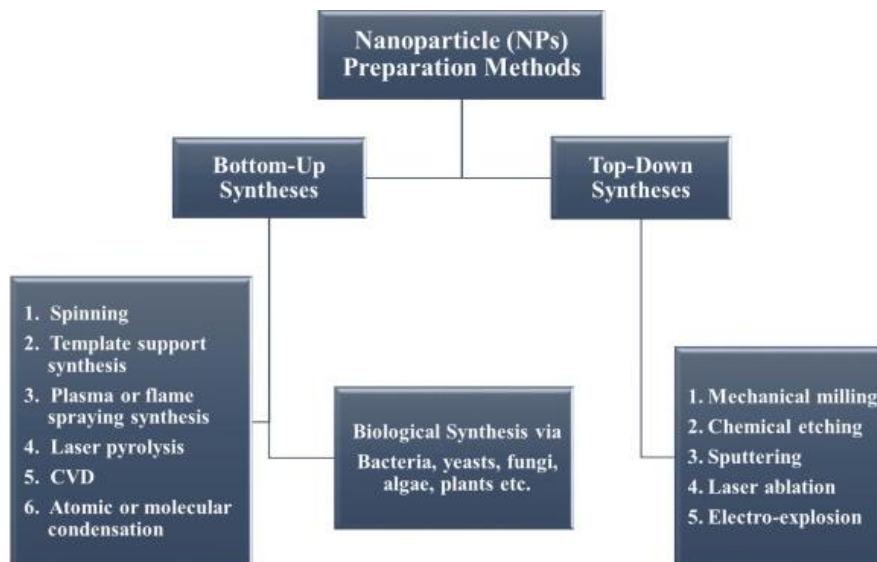 Nanoparticle (NPs)
Preparation Methods
Bottom-Up
Syntheses
Top-Down
Syntheses
1. Spinning
2. Template support
synthesis
3. Plasma or flame
spraying synthesis
4. Laser pyrolysis
5. CVD
6. Atomic or molecular
condensation
Biological Synthesis via
Bacteria, yeasts, fungi,
algae, plants etc.
1. Mechanical milling
2. Chemical etching
3. Sputtering
4. Laser ablation
5. Electro-explosion